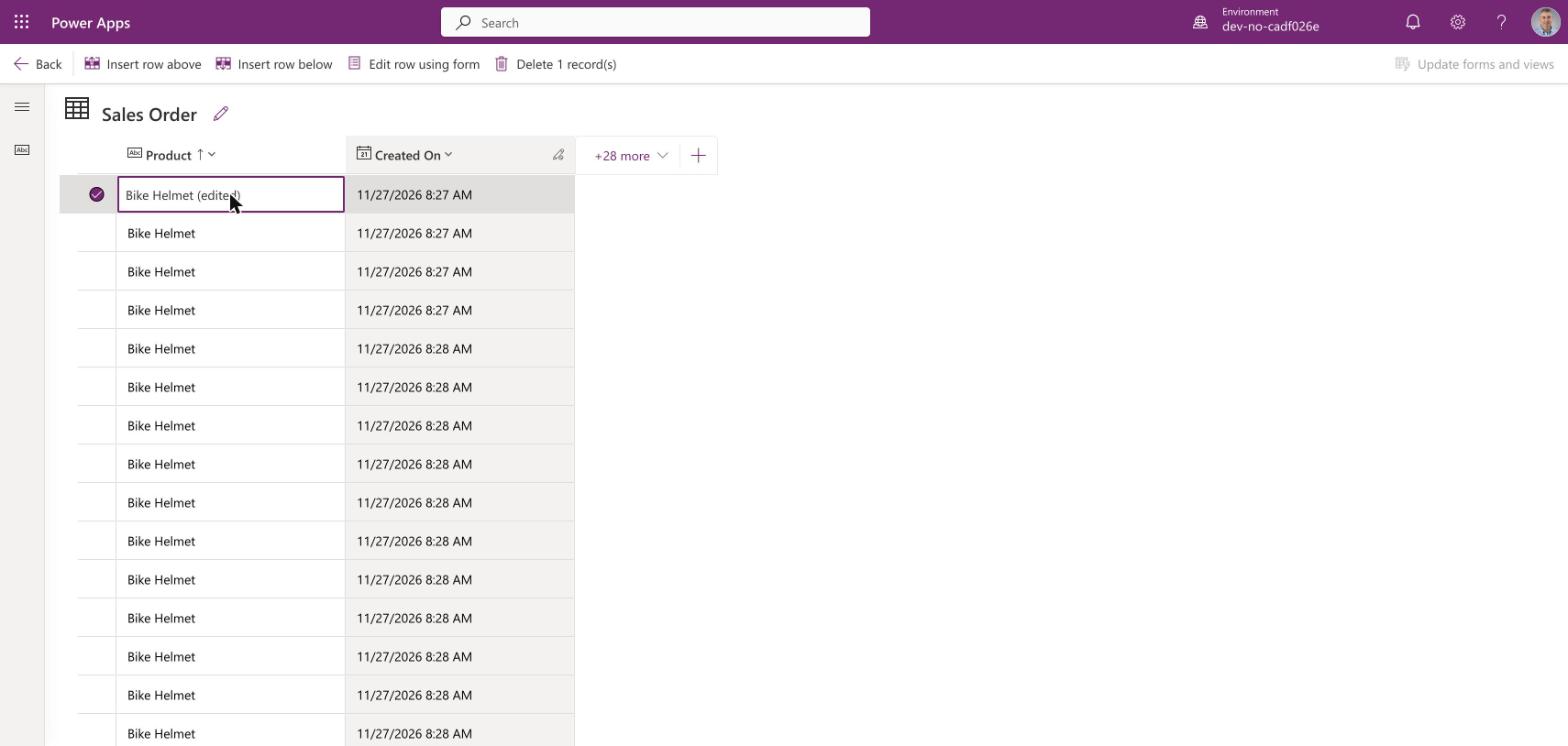 Power Apps
Search
Environment
dev-no-cadf026e
?
Back
Insert row above
Insert row below
Edit row using form
Delete 1 record(s)
Update forms and views
Sales Order
Abc
Abc Product ↑
21 Created On
+28 more
Bike Helmet (edited) 11/27/2026 8:27 AM
Bike Helmet 11/27/2026 8:27 AM
Bike Helmet 11/27/2026 8:27 AM
Bike Helmet 11/27/2026 8:27 AM
Bike Helmet 11/27/2026 8:28 AM
Bike Helmet 11/27/2026 8:28 AM
Bike Helmet 11/27/2026 8:28 AM
Bike Helmet 11/27/2026 8:28 AM
Bike Helmet 11/27/2026 8:28 AM
Bike Helmet 11/27/2026 8:28 AM
Bike Helmet 11/27/2026 8:28 AM
Bike Helmet 11/27/2026 8:28 AM
Bike Helmet 11/27/2026 8:28 AM
Bike Helmet 11/27/2026 8:28 AM
Bike Helmet 11/27/2026 8:28 AM